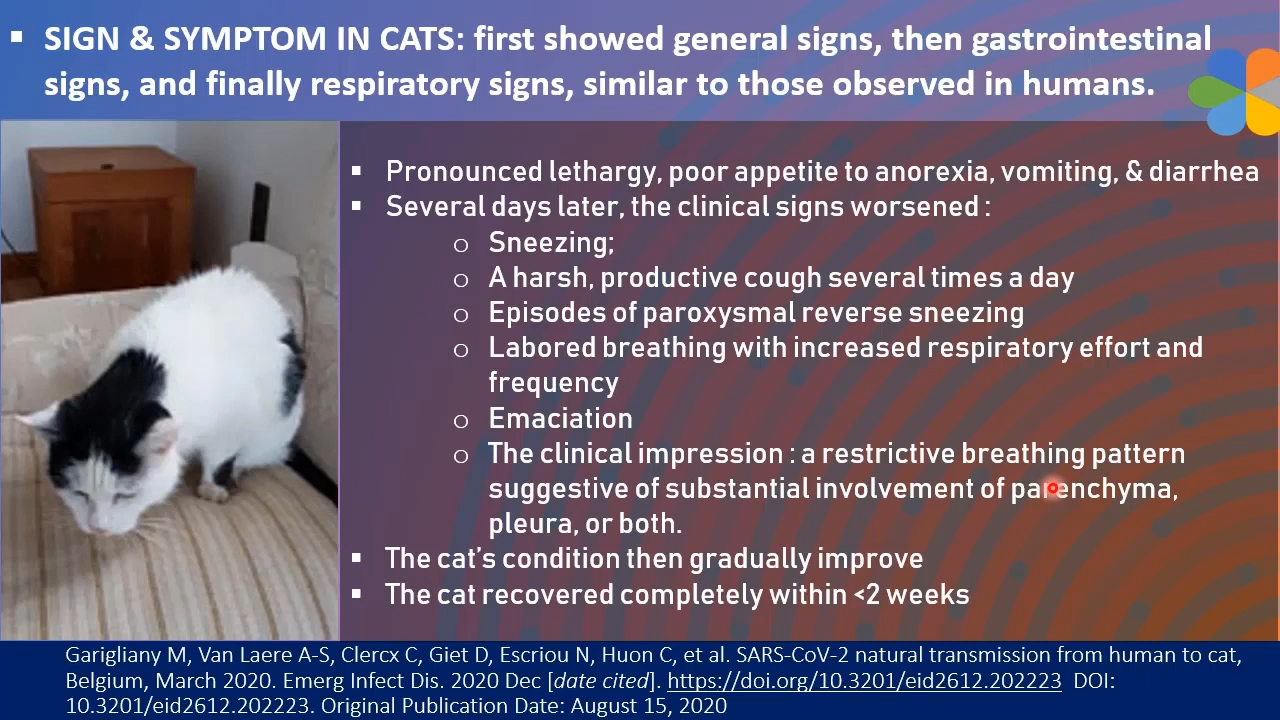 ▪ SIGN & SYMPTOM IN CATS: first showed general signs, then gastrointestinal
signs, and finally respiratory signs, similar to those observed in humans.
▪ Pronounced lethargy, poor appetite to anorexia, vomiting, & diarrhea
▪ Several days later, the clinical signs worsened :
o Sneezing;
o A harsh, productive cough several times a day
o Episodes of paroxysmal reverse sneezing
o Labored breathing with increased respiratory effort and
frequency
o Emaciation
o The clinical impression : a restrictive breathing pattern
suggestive of substantial involvement of parenchyma,
pleura, or both.
▪ The cat’s condition then gradually improve
▪ The cat recovered completely within <2 weeks
Garigliany M, Van Laere A-S, Clercx C, Giet D, Escriou N, Huon C, et al. SARS-CoV-2 natural transmission from human to cat,
Belgium, March 2020. Emerg Infect Dis. 2020 Dec [date cited]. https://doi.org/10.3201/eid2612.202223 DOI:
10.3201/eid2612.202223. Original Publication Date: August 15, 2020